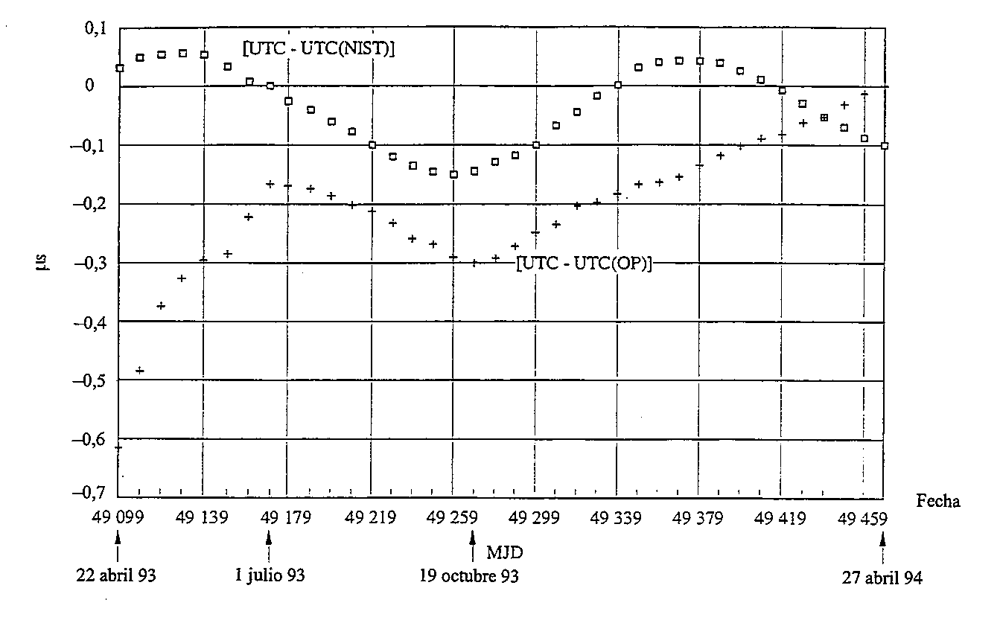 0,1
[UTC - UTC(NIST)]
0
–0,1
–0,2
µs
–0,3
[UTC - UTC(OP)]
–0,4
–0,5
–0,6
–0,7
Fecha
49 099 49 139 49 179 49 219 49 259 49 299 49 339 49 379 49 419 49 459
MJD
22 abril 93 1 julio 93 19 octubre 93 27 abril 94